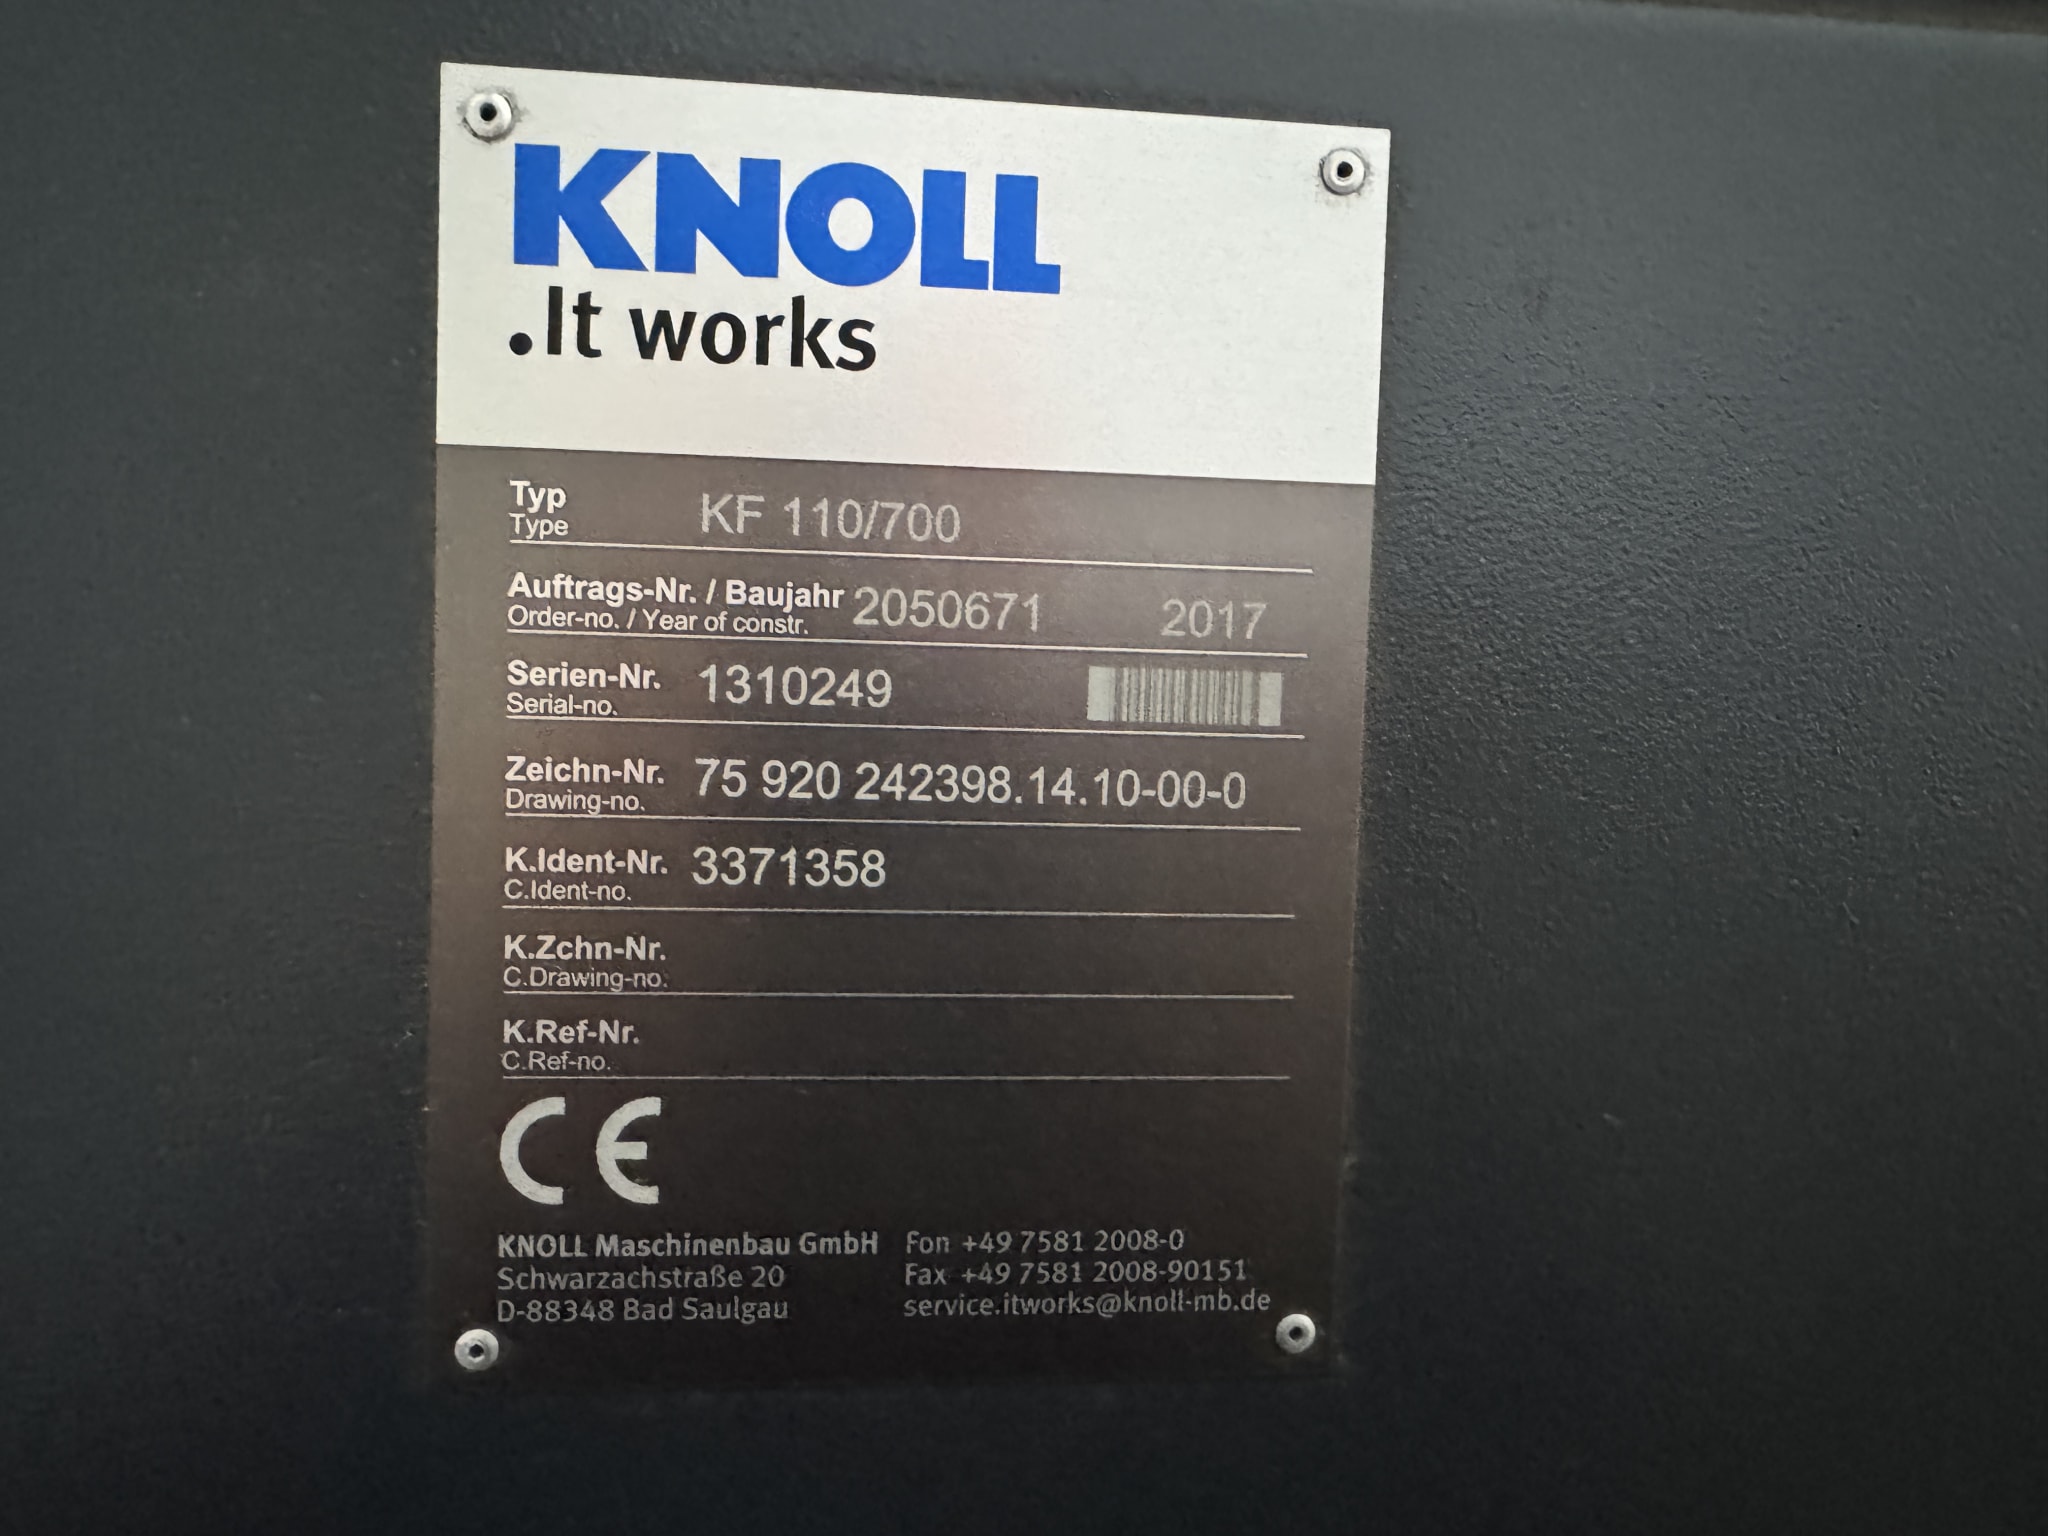 KNOLL
.It works
Typ
Type
KF 110/700
Auftrags-Nr. / Baujahr 2050671 2017
Order-no. / Year of constr.
Serien-Nr. 1310249
Serial-no.
Zeichn-Nr. 75 920 242398.14.10-00-0
Drawing-no.
K.Ident-Nr. 3371358
C.Ident-no.
K.Zchn-Nr.
C.Drawing-no.
K.Ref-Nr.
C.Ref-no.
CE
KNOLL Maschinenbau GmbH Fon +49 7581 2008-0
Schwarzachstraße 20 Fax +49 7581 2008-90151
D-88348 Bad Saulgau service.itworks@knoll-mb.de